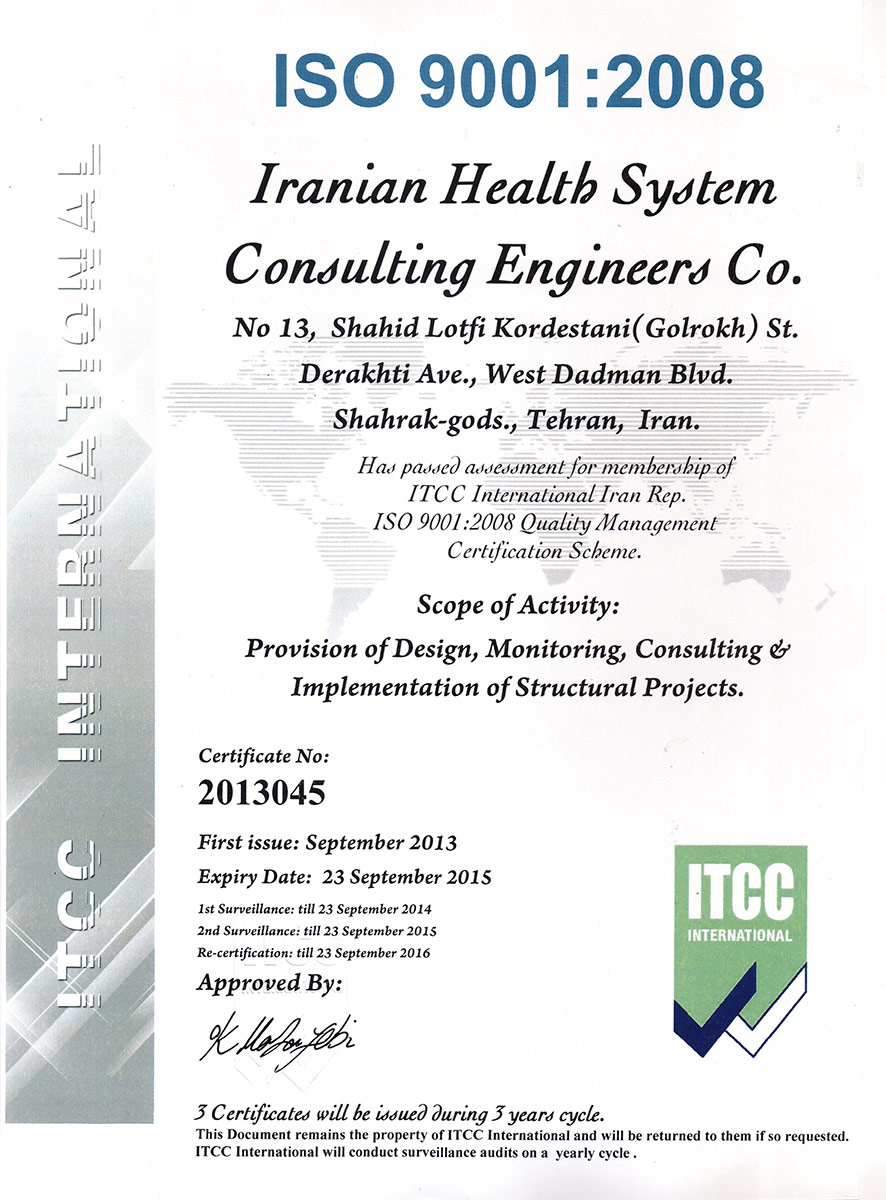 ISO 9001:2008
Iranian Health System
Consulting Engineers Co.
No 13, Shahid Lotfi Kordestani(Golrokh) St.
Derakhti Ave., West Dadman Blvd.
Shahrak-gods., Tehran, Iran.
Has passed assessment for membership of
ITCC International Iran Rep.
ISO 9001:2008 Quality Management
Certification Scheme.
Scope of Activity:
Provision of Design, Monitoring, Consulting &
Implementation of Structural Projects.
Certificate No:
2013045
First issue: September 2013
Expiry Date: 23 September 2015
1st Surveillance: till 23 September 2014
2nd Surveillance: till 23 September 2015
Re-certification: till 23 September 2016
Approved By:
ITCC
INTERNATIONAL
3 Certificates will be issued during 3 years cycle.
This Document remains the property of ITCC International and will be returned to them if so requested.
ITCC International will conduct surveillance audits on a yearly cycle .
ITCC INTERNATIONAL